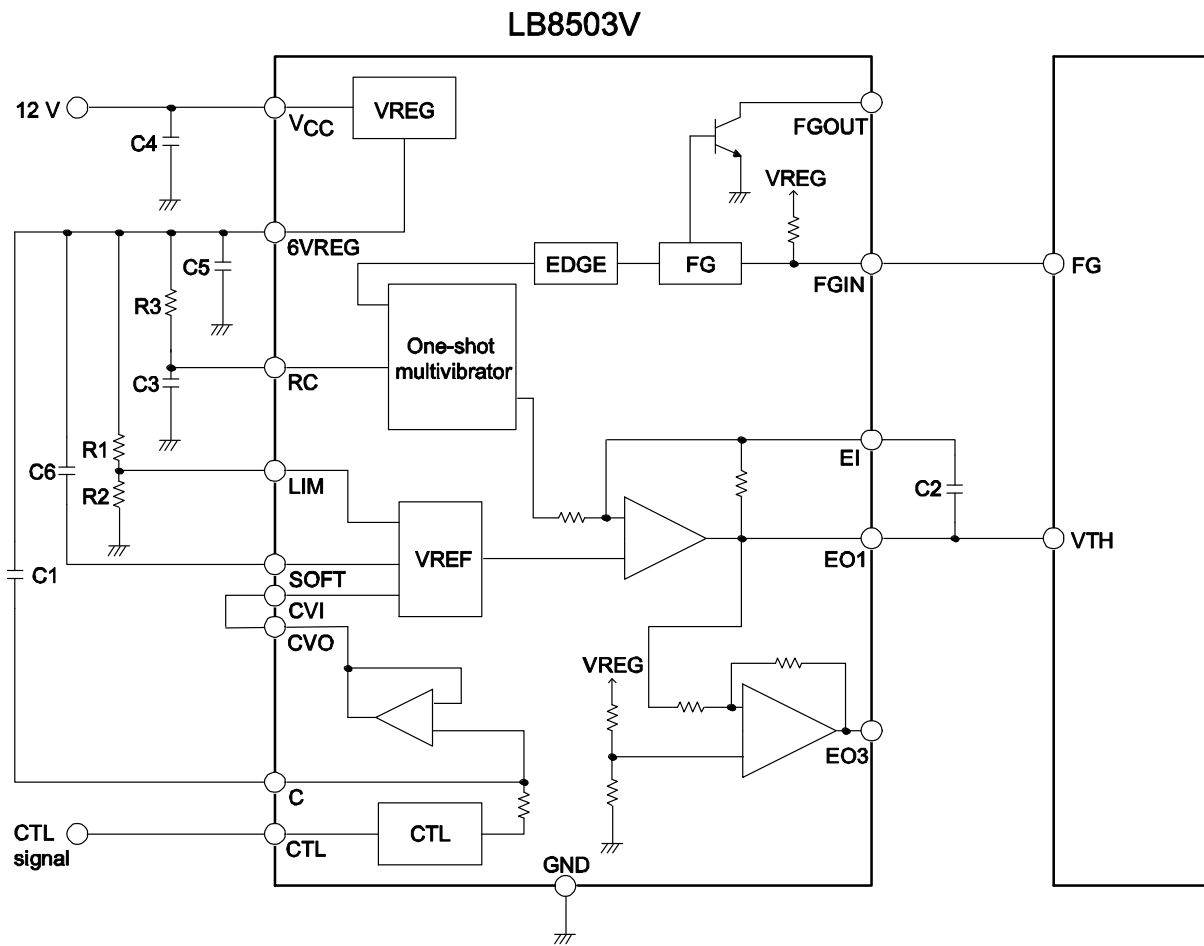 LB8503V
12 V
VCC
VREG
FGOUT
C4
VREG
6VREG
C5
EDGE
FG
FGIN
FG
R3
One-shot
multivibrator
RC
C3
R1
C6
R2
LIM
EI
C2
VREF
EO1
VTH
C1
SOFT
CVI
CVO
VREG
EO3
C
CTL
signal
CTL
CTL
GND